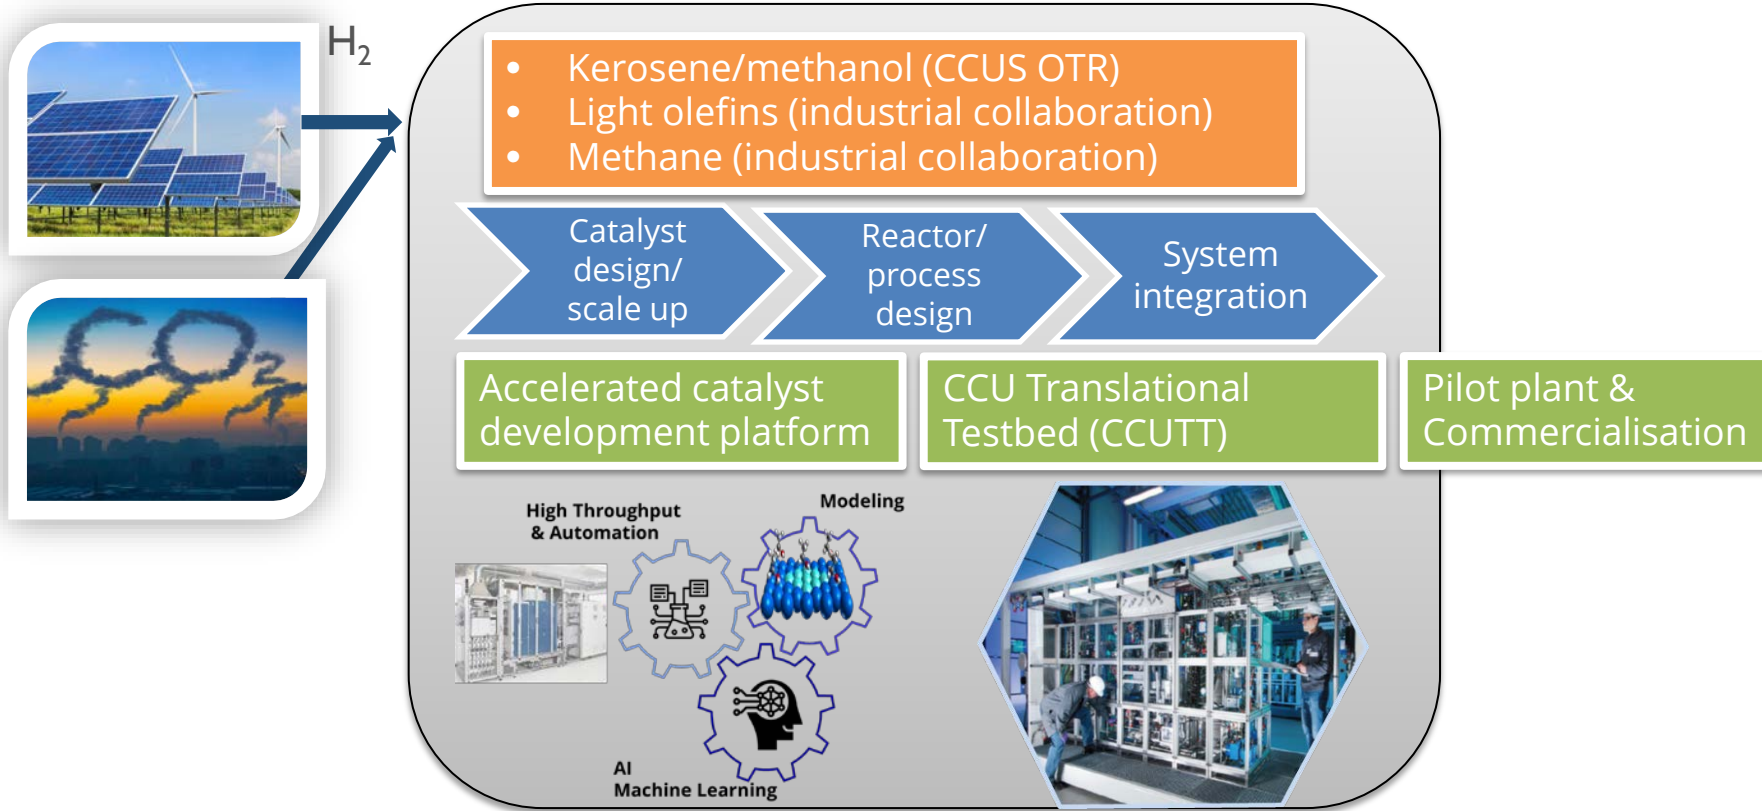 H₂
• Kerosene/methanol (CCUS OTR)
• Light olefins (industrial collaboration)
• Methane (industrial collaboration)
Catalyst
design/
scale up
Reactor/
process
design
System
integration
Accelerated catalyst
development platform
CCU Translational
Testbed (CCUTT)
Pilot plant &
Commercialisation
CO₂
High Throughput
& Automation
Modeling
AI
Machine Learning